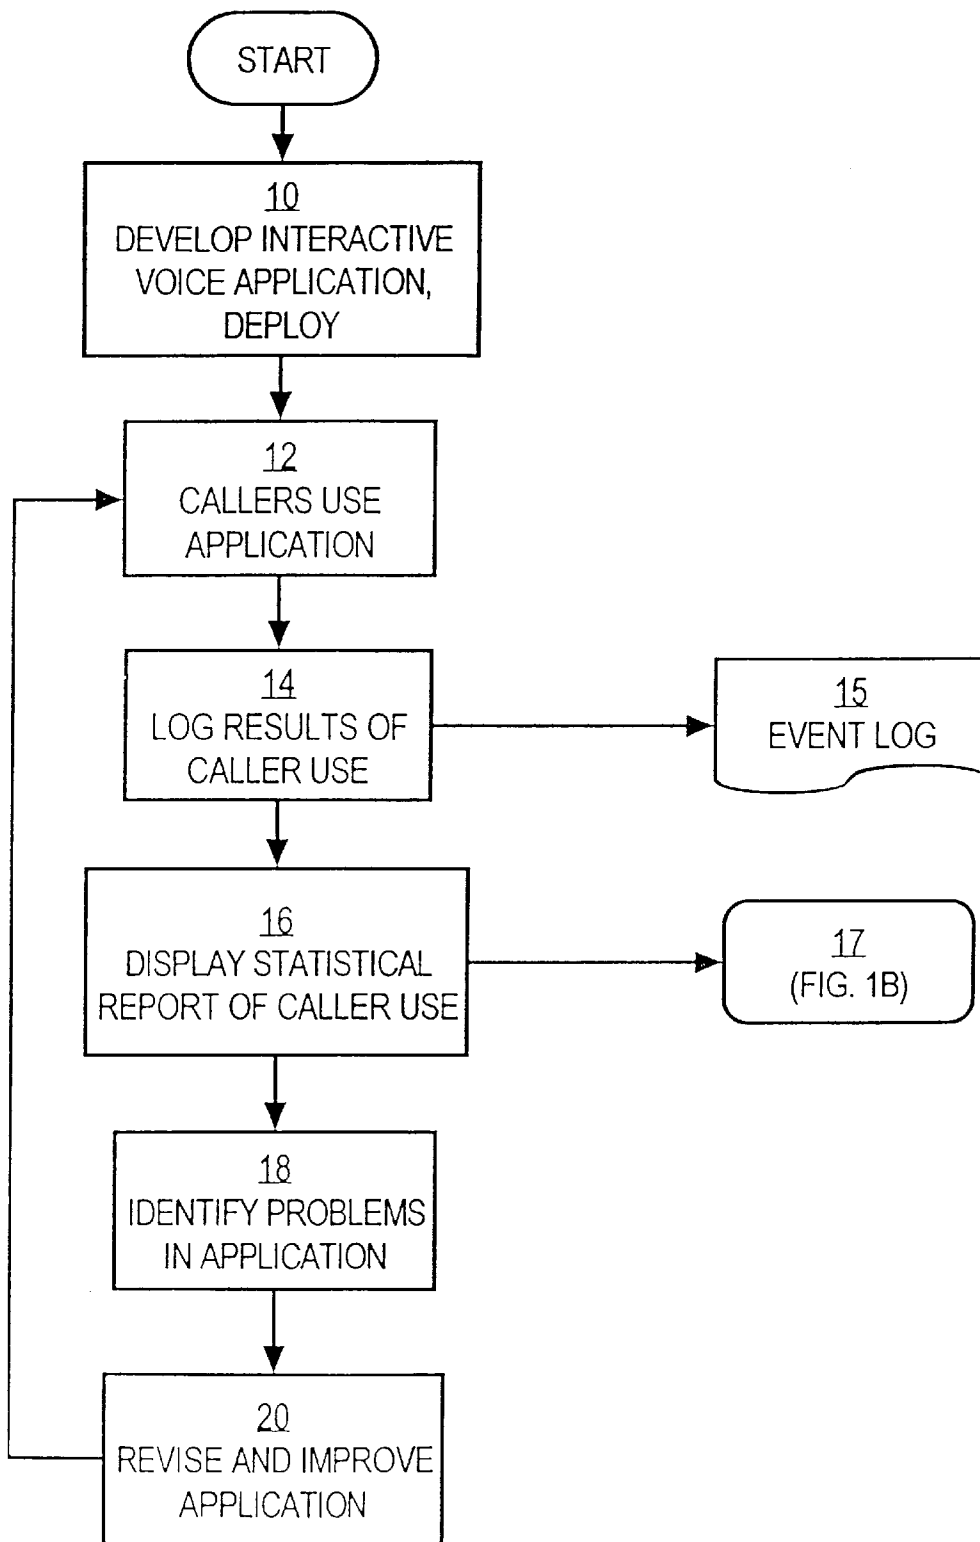 START
10
DEVELOP INTERACTIVE
VOICE APPLICATION,
DEPLOY
12
CALLERS USE
APPLICATION
14
LOG RESULTS OF
CALLER USE
15
EVENT LOG
16
DISPLAY STATISTICAL
REPORT OF CALLER USE
17
(FIG. 1B)
18
IDENTIFY PROBLEMS
IN APPLICATION
20
REVISE AND IMPROVE
APPLICATION